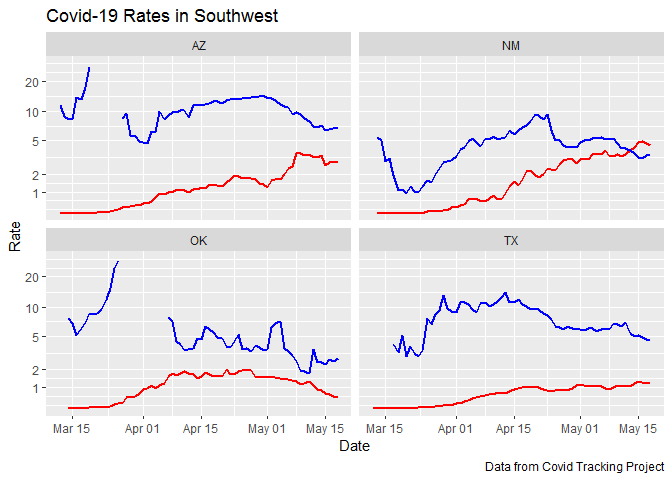 Covid-19 Rates in Southwest
AZ
NM
20
10
5
2
1
OK
TX
20
10
5
2
1
Rate
Mar 15
Apr 01
Apr 15
May 01
May 15
Mar 15
Apr 01
Apr 15
May 01
May 15
Date
Data from Covid Tracking Project